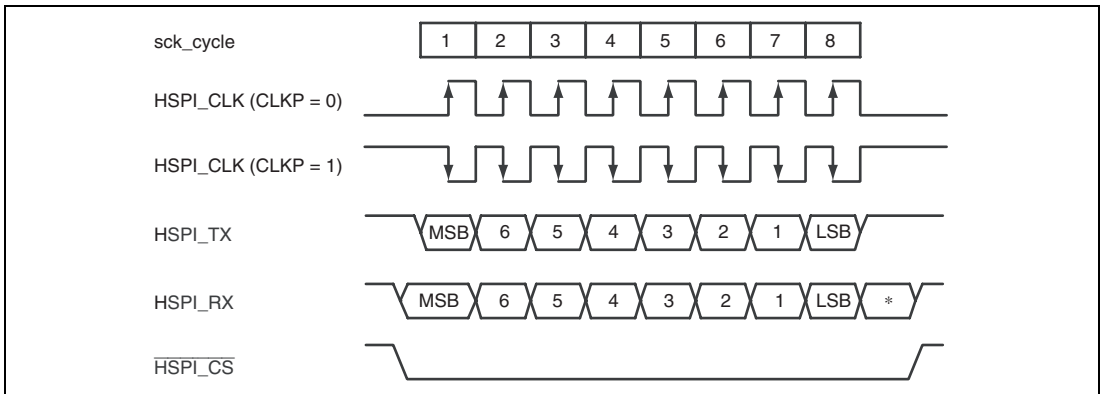 sck_cycle 1 2 3 4 5 6 7 8
HSPI_CLK (CLKP = 0)
HSPI_CLK (CLKP = 1)
HSPI_TX MSB 6 5 4 3 2 1 LSB
HSPI_RX MSB 6 5 4 3 2 1 LSB *
HSPI_CS